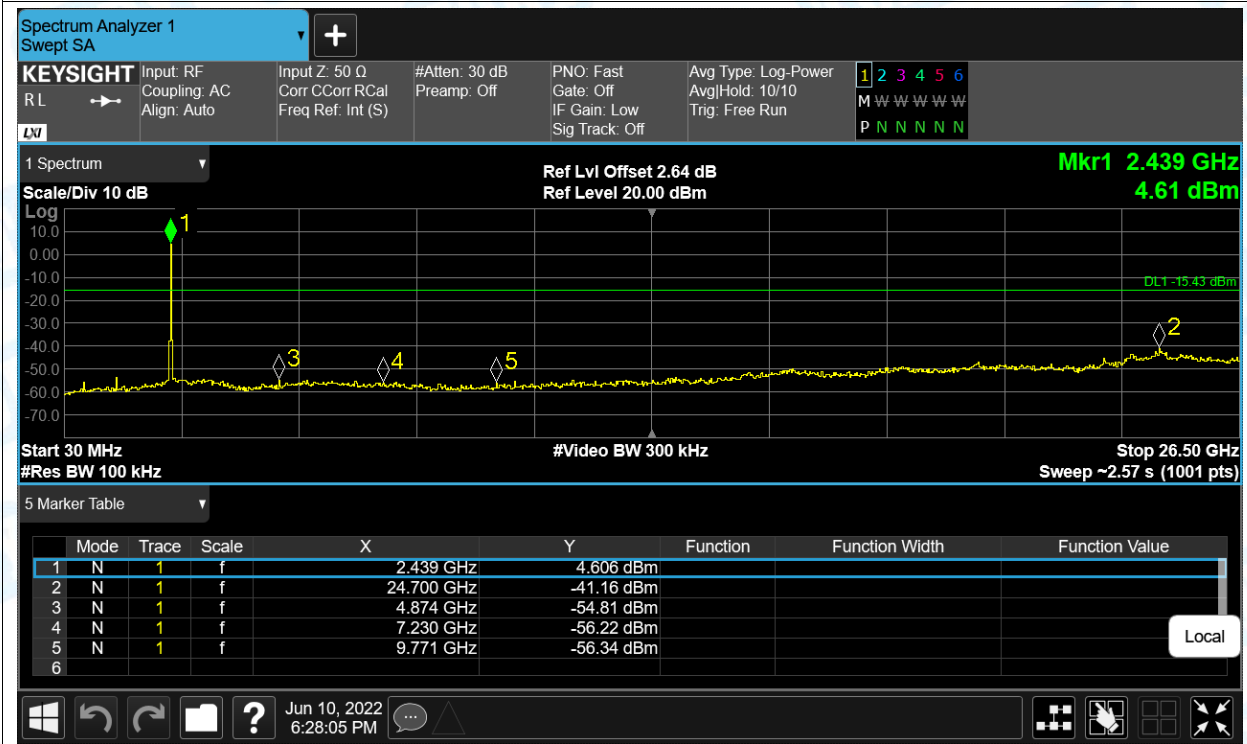 Spectrum Analyzer 1
Swept SA
KEYSIGHT
R L
LXI
Input: RF
Coupling: AC
Align: Auto
Input Z: 50 Ω
Corr CCorr RCal
Freq Ref: Int (S)
#Atten: 30 dB
Preamp: Off
PNO: Fast
Gate: Off
IF Gain: Low
Sig Track: Off
Avg Type: Log-Power
Avg|Hold: 10/10
Trig: Free Run
1 2 3 4 5 6
M W W W W W
P N N N N N
1 Spectrum
Scale/Div 10 dB
Ref Lvl Offset 2.64 dB
Ref Level 20.00 dBm
Mkr1 2.439 GHz
4.61 dBm
Log
10.0
0.00
-10.0
-20.0
-30.0
-40.0
-50.0
-60.0
-70.0
1
DL1 -15.43 dBm
2
3
4
5
Start 30 MHz
#Res BW 100 kHz
#Video BW 300 kHz
Stop 26.50 GHz
Sweep ~2.57 s (1001 pts)
5 Marker Table
Mode Trace Scale X Y Function Function Width Function Value
1 N 1 f 2.439 GHz 4.606 dBm
2 N 1 f 24.700 GHz -41.16 dBm
3 N 1 f 4.874 GHz -54.81 dBm
4 N 1 f 7.230 GHz -56.22 dBm
5 N 1 f 9.771 GHz -56.34 dBm
6
Local
?
Jun 10, 2022
6:28:05 PM